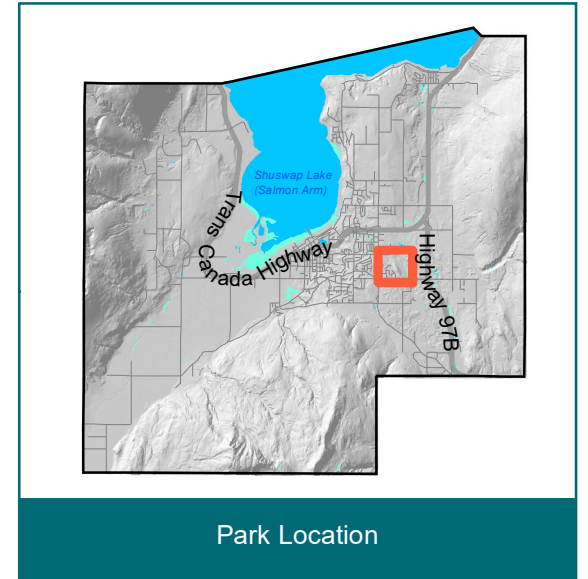 Shuswap Lake
(Salmon Arm)
Trans Canada Highway
Highway 97B
Park Location